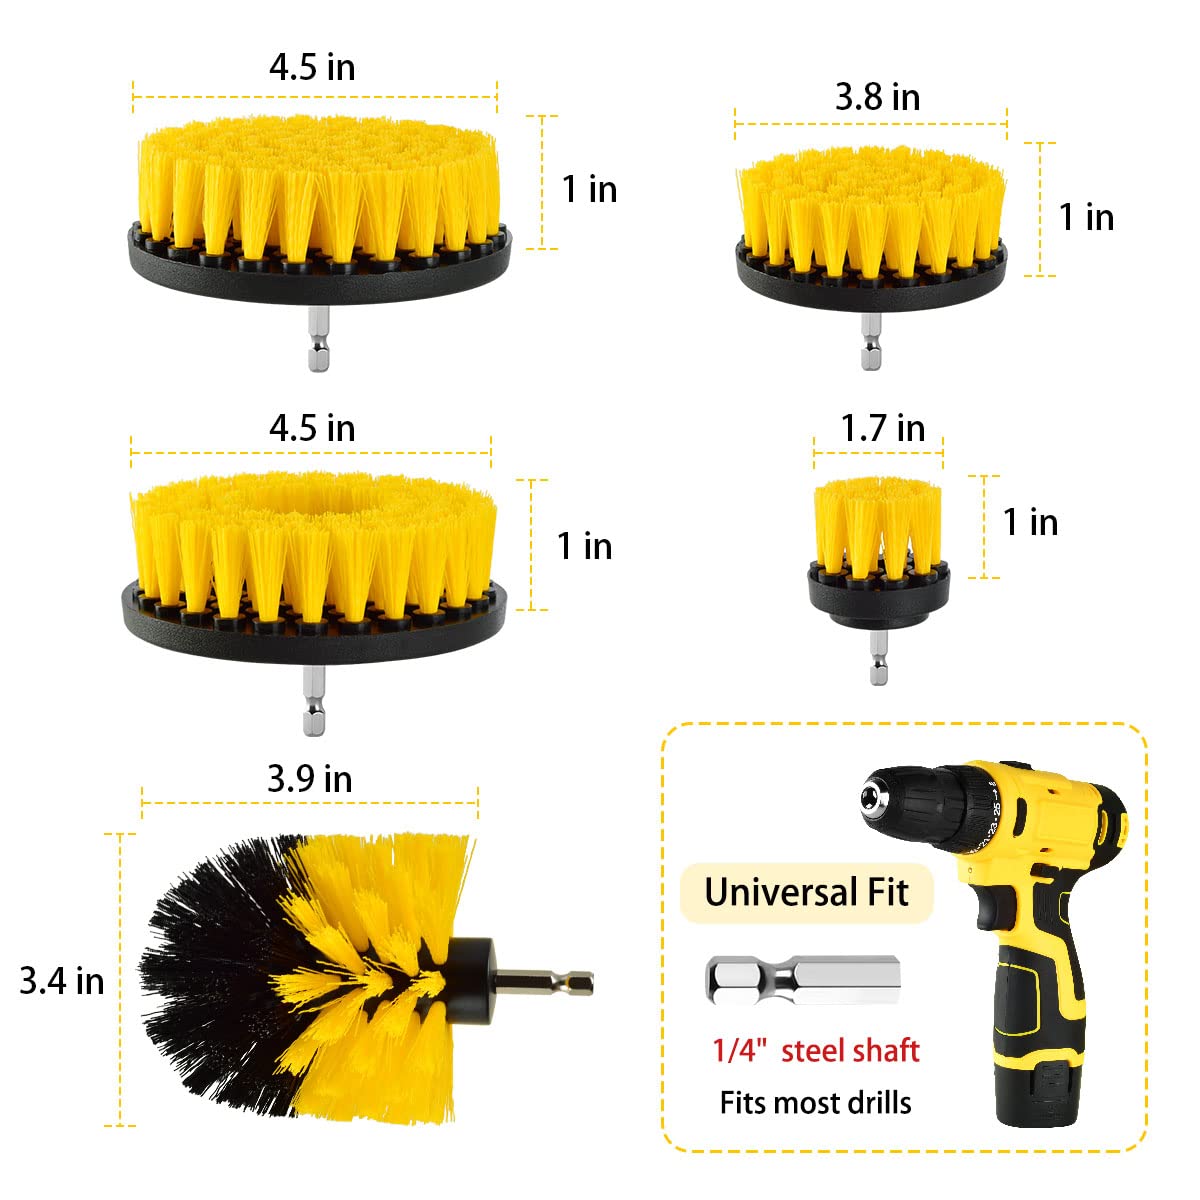 4.5 in
1 in
3.8 in
1 in
4.5 in
1 in
1.7 in
1 in
3.9 in
3.4 in
Universal Fit
1/4"  steel shaft
Fits most drills